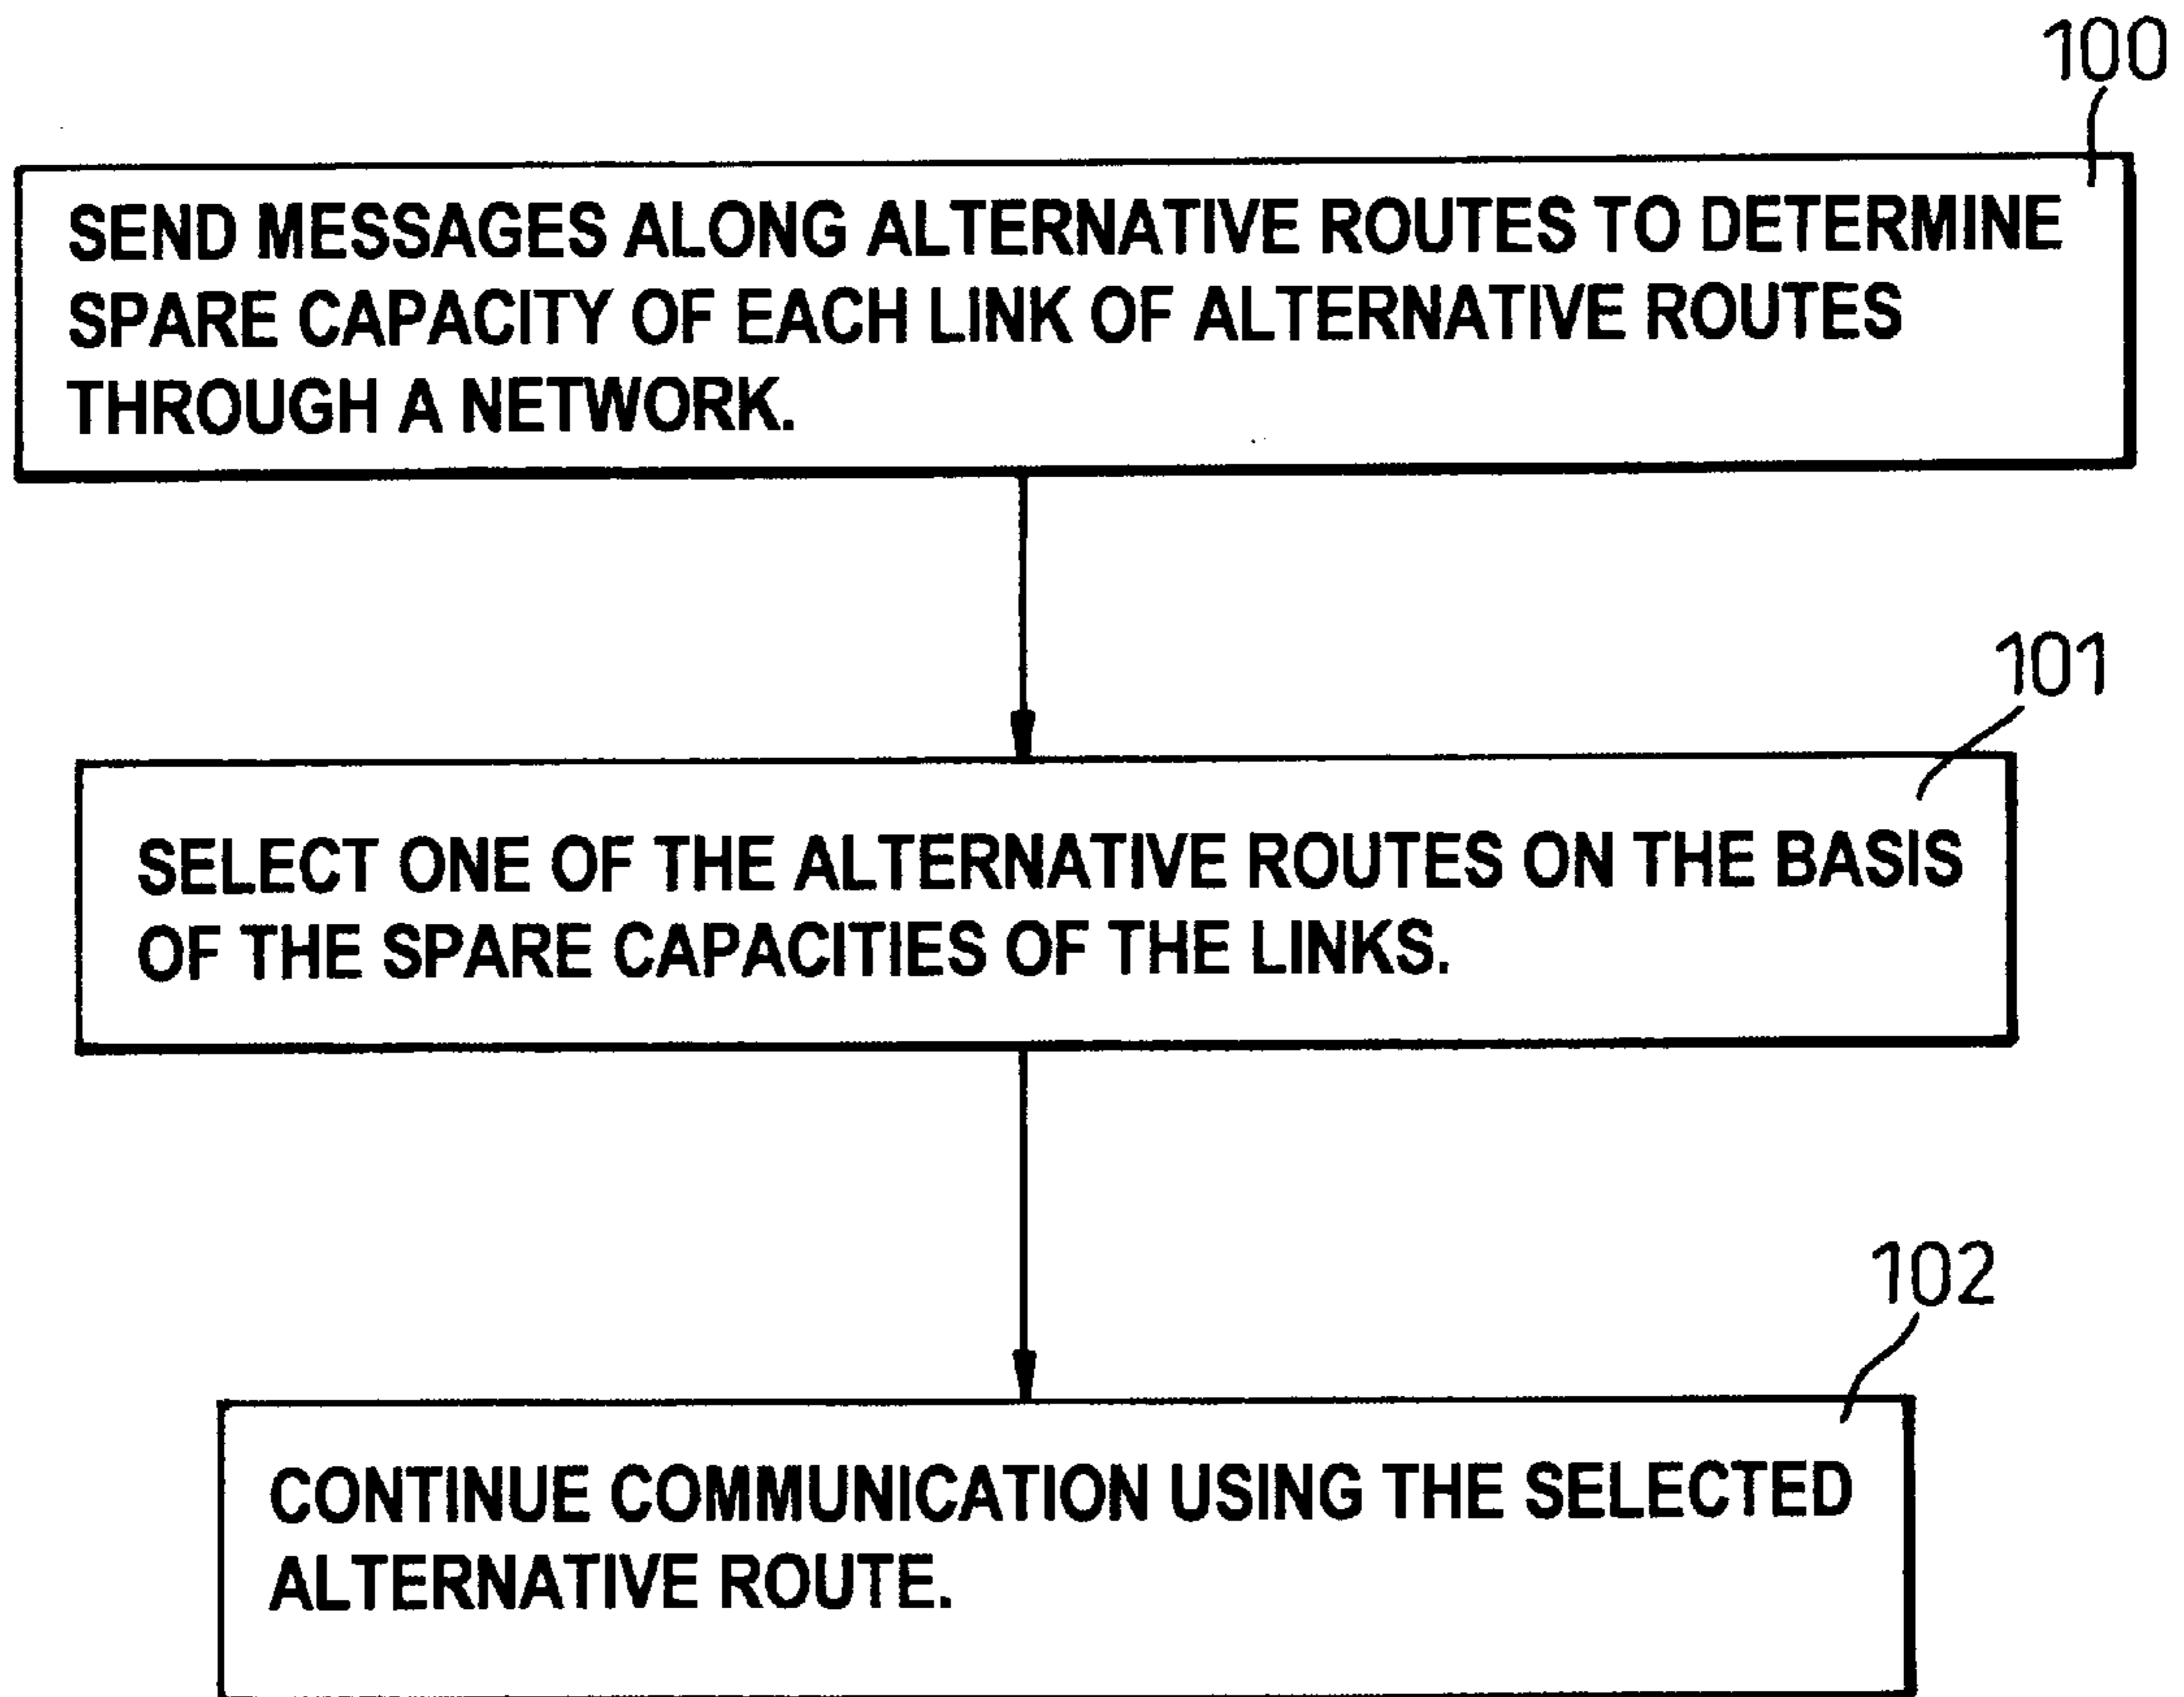 100
SEND MESSAGES ALONG ALTERNATIVE ROUTES TO DETERMINE
SPARE CAPACITY OF EACH LINK OF ALTERNATIVE ROUTES
THROUGH A NETWORK.
101
SELECT ONE OF THE ALTERNATIVE ROUTES ON THE BASIS
OF THE SPARE CAPACITIES OF THE LINKS.
102
CONTINUE COMMUNICATION USING THE SELECTED
ALTERNATIVE ROUTE.